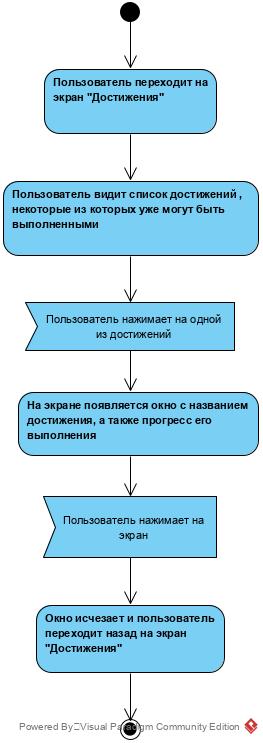 Пользователь переходит на
экран "Достижения"
Пользователь видит список достижений ,
некоторые из которых уже могут быть
выполненными
Пользователь нажимает на одной
из достижений
На экране появляется окно с названием
достижения, а также прогресс его
выполнения
Пользователь нажимает на
экран
Окно исчезает и пользователь
переходит назад на экран
"Достижения"
Powered By Visual Paradigm Community Edition